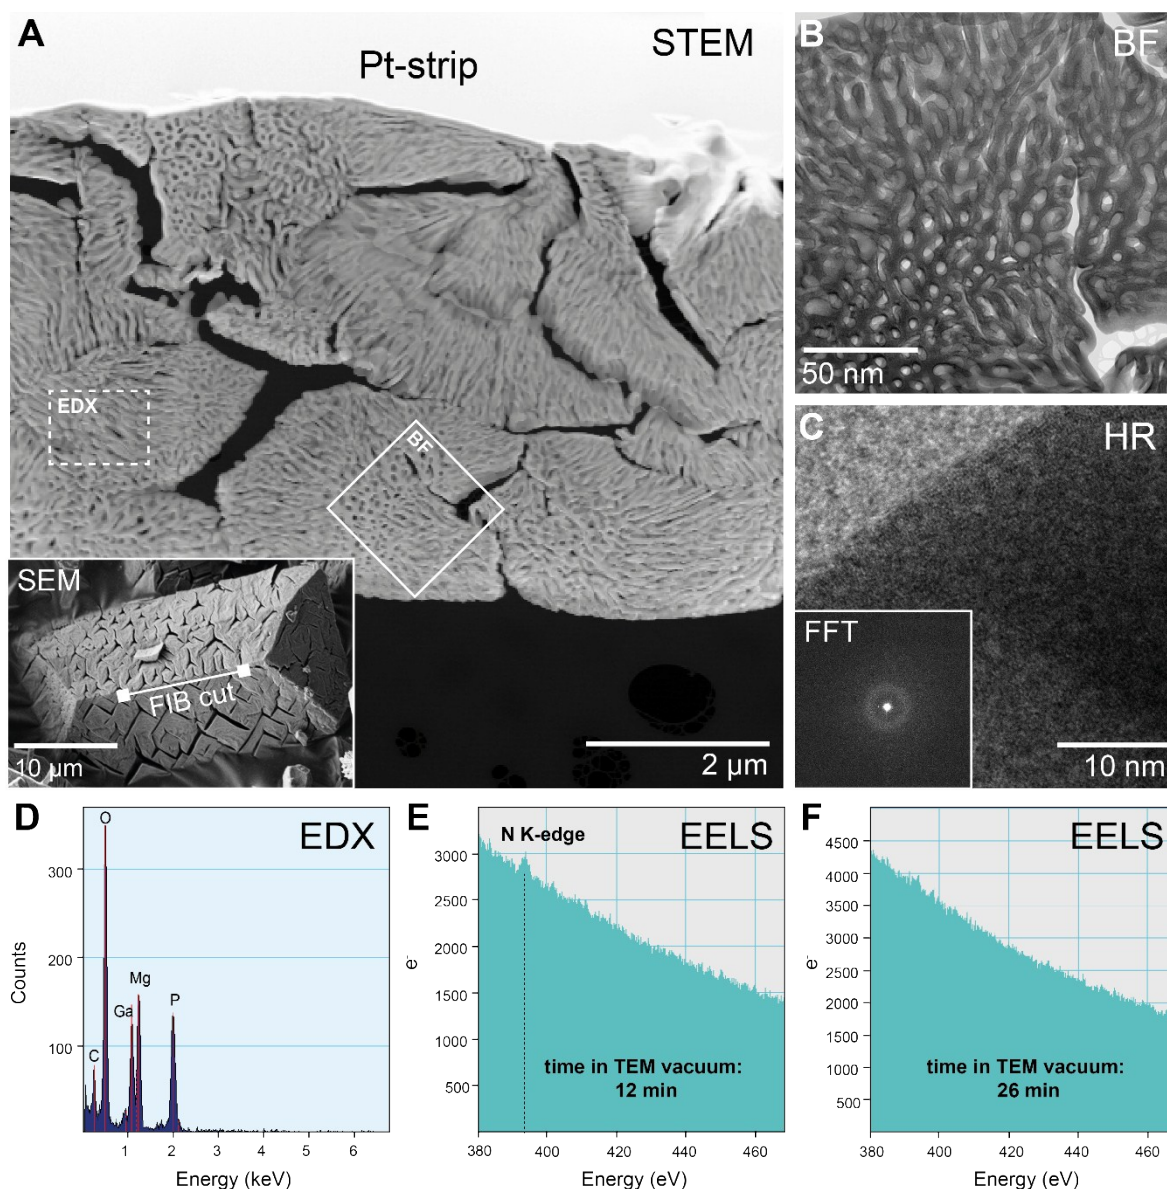 A
STEM
Pt-strip
EDX
BF
SEM
FIB cut
10 µm
2 µm
B
BF
50 nm
C
HR
FFT
10 nm
D
EDX
O
Mg
Ga
P
C
300
200
100
Counts
1 2 3 4 5 6
Energy (keV)
E
EELS
N K-edge
3000
2500
2000
1500
1000
500
e-
time in TEM vacuum:
12 min
380 400 420 440 460
Energy (eV)
F
EELS
4500
4000
3500
3000
2500
2000
1500
1000
500
e-
time in TEM vacuum:
26 min
380 400 420 440 460
Energy (eV)